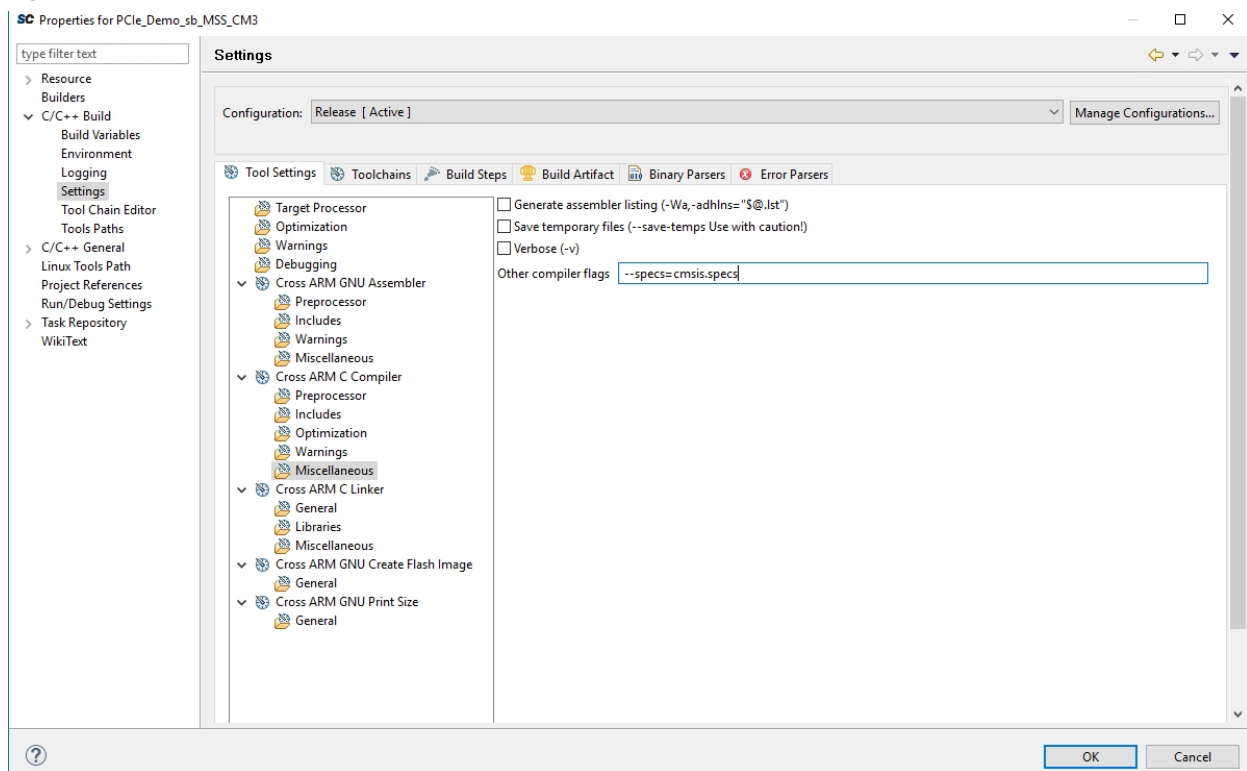 SC Properties for PCIe_Demo_sb_MSS_CM3
type filter text
Resource
Builders
C/C++ Build
Build Variables
Environment
Logging
Settings
Tool Chain Editor
Tools Paths
C/C++ General
Linux Tools Path
Project References
Run/Debug Settings
Task Repository
WikiText
Settings
Configuration: Release [ Active ] Manage Configurations...
Tool Settings Toolchains Build Steps Build Artifact Binary Parsers Error Parsers
Target Processor
Optimization
Warnings
Debugging
Cross ARM GNU Assembler
Preprocessor
Includes
Warnings
Miscellaneous
Cross ARM C Compiler
Preprocessor
Includes
Optimization
Warnings
Miscellaneous
Cross ARM C Linker
General
Libraries
Miscellaneous
Cross ARM GNU Create Flash Image
General
Cross ARM GNU Print Size
General
Generate assembler listing (-Wa,-adhlns="$@.lst")
Save temporary files (--save-temps Use with caution!)
Verbose (-v)
Other compiler flags --specs=cmsis.specs
OK Cancel